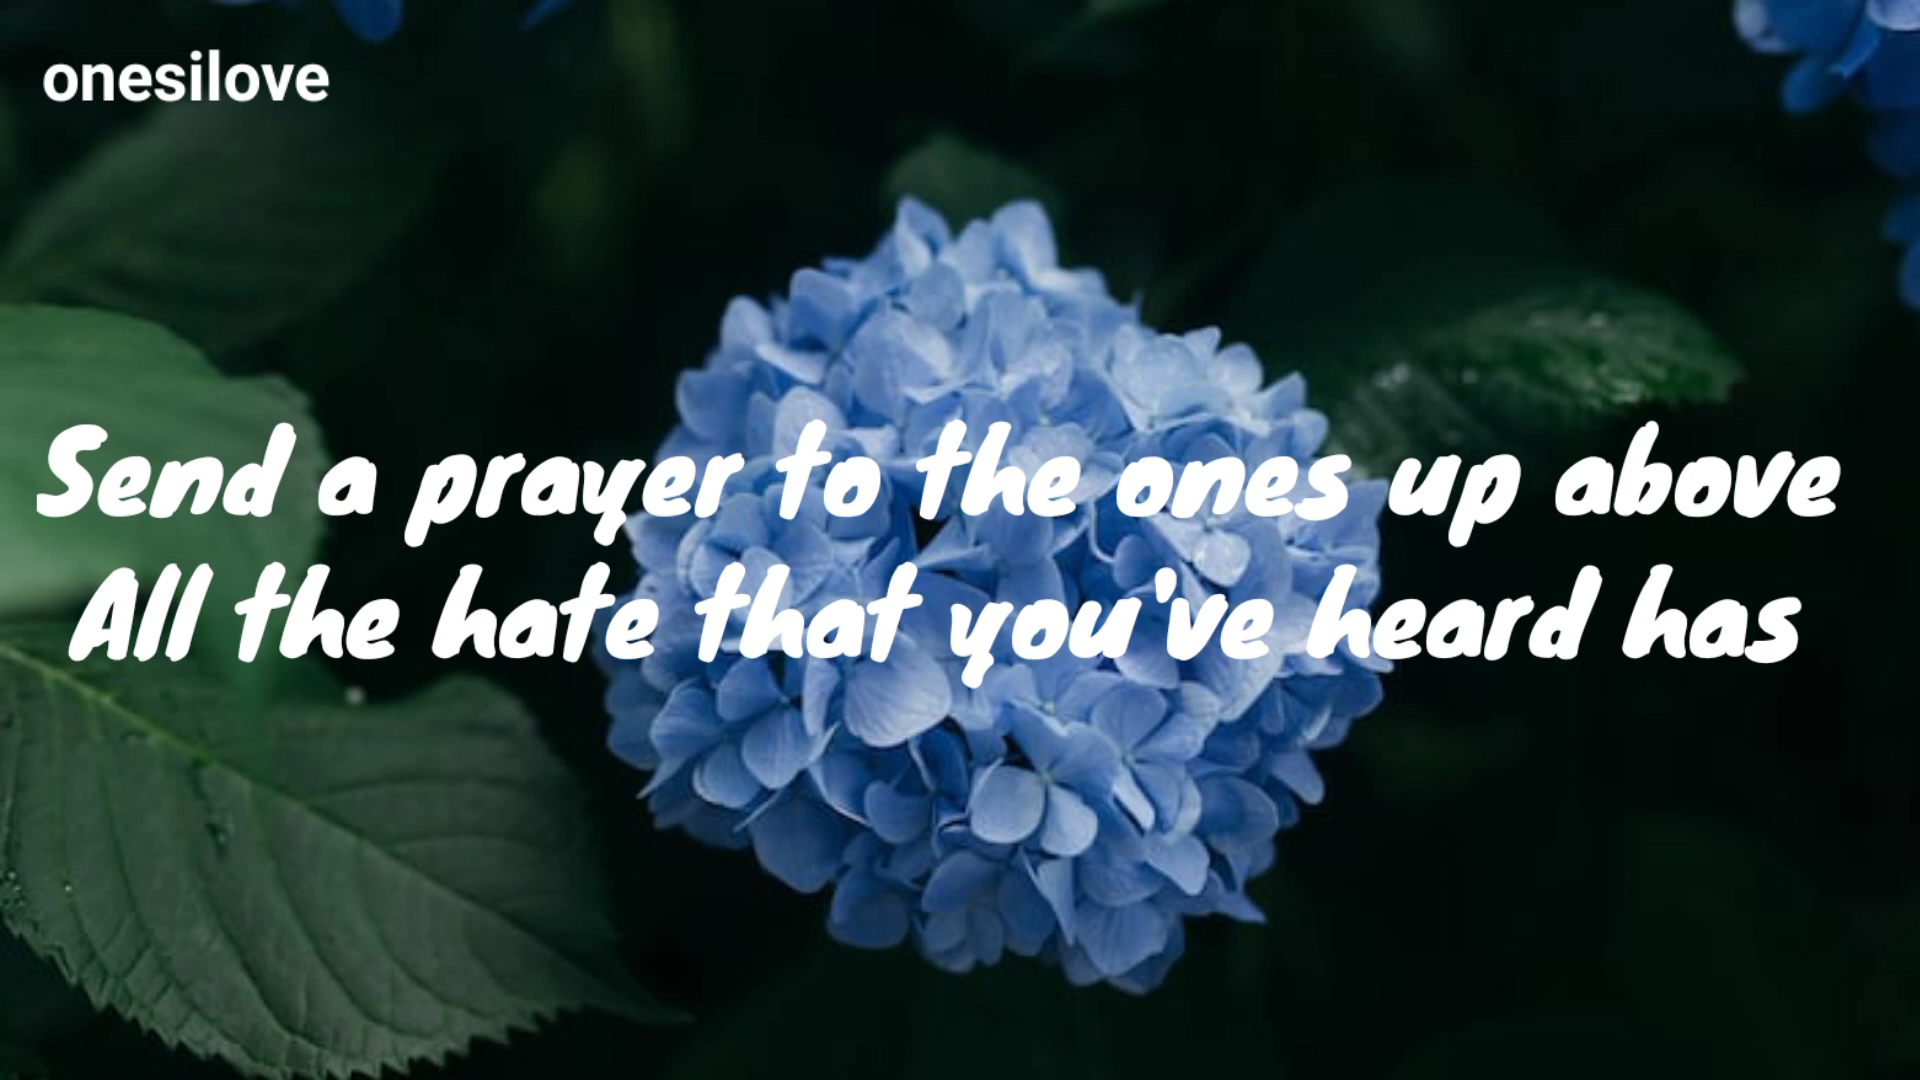 onesilove
Send a prayer to the ones up above
All the hate that you've heard has